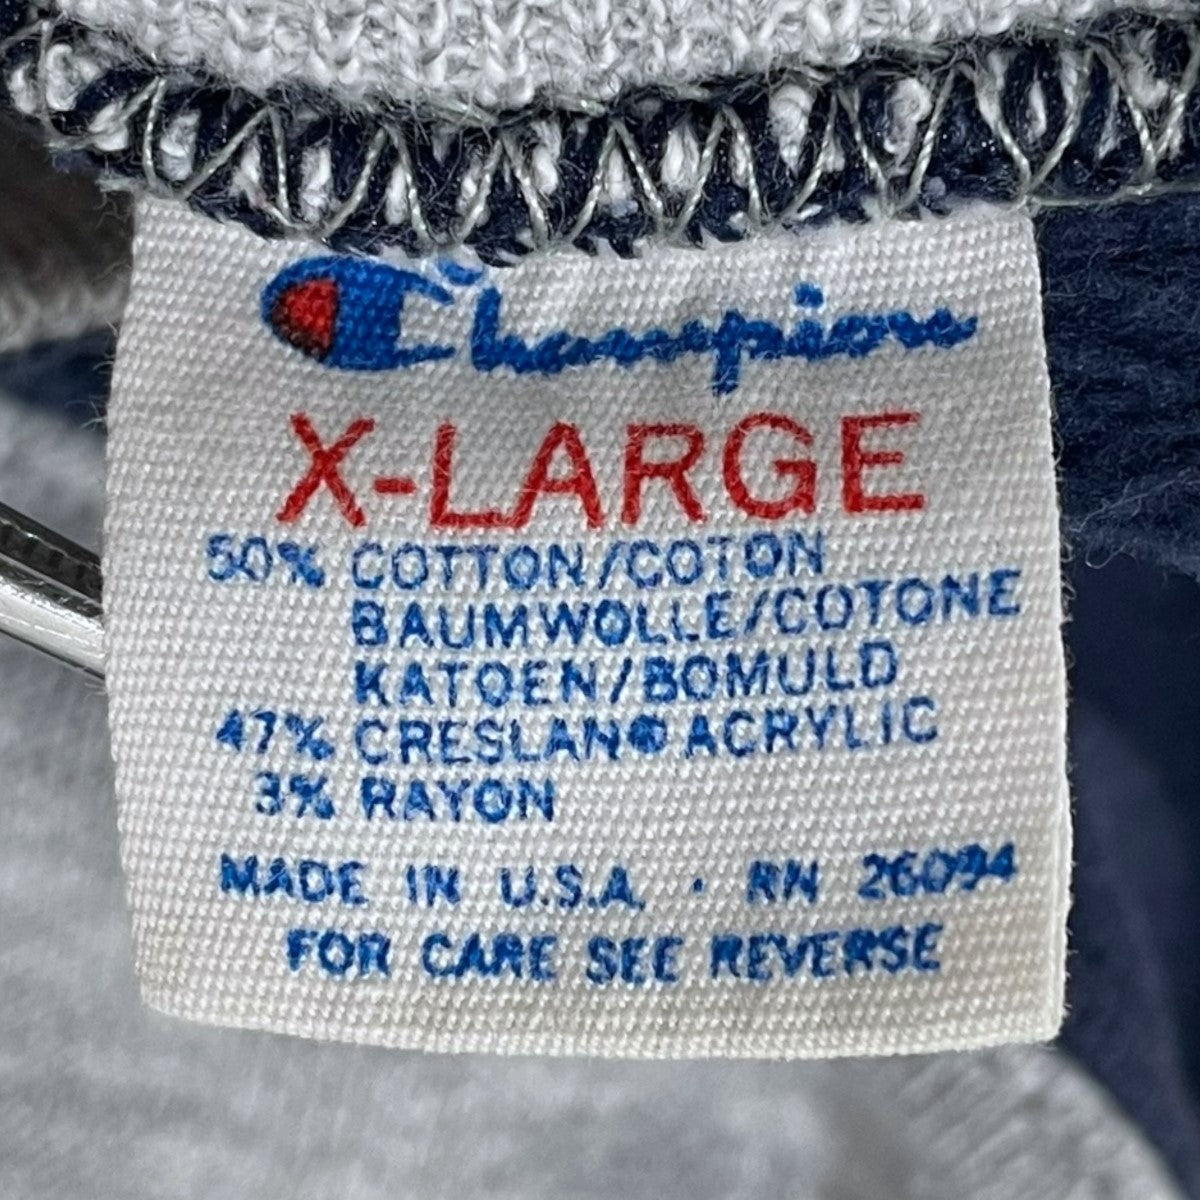 Champion
X-LARGE
50% COTTON/COTON
BAUMWOLLE/COTONE
KATOEN/BOMULD
47% CRESLAN® ACRYLIC
3% RAYON
MADE IN U.S.A. · RN 26094
FOR CARE SEE REVERSE